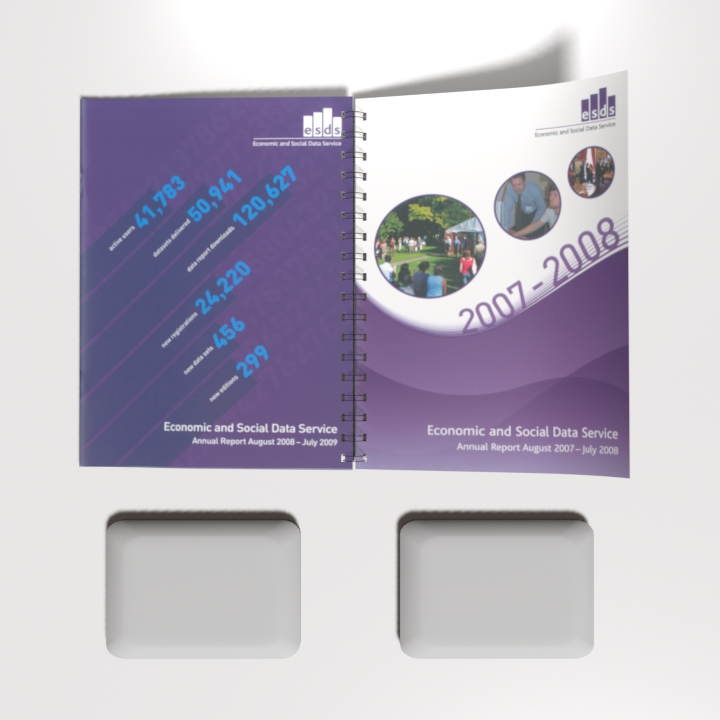 esds
Economic and Social Data Service
active users 41,783
datasets delivered 50,941
data report downloads 120,627
new registrations 24,220
new data sets 456
new editions 299
Economic and Social Data Service
Annual Report August 2008 – July 2009
esds
Economic and Social Data Service
2007-2008
Economic and Social Data Service
Annual Report August 2007 – July 2008